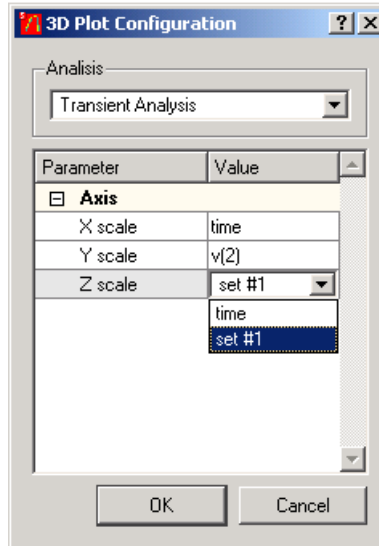 3D Plot Configuration
Analisis
Transient Analysis
Parameter Value
Axis
X scale time
Y scale v(2)
Z scale set #1
time
set #1
OK Cancel